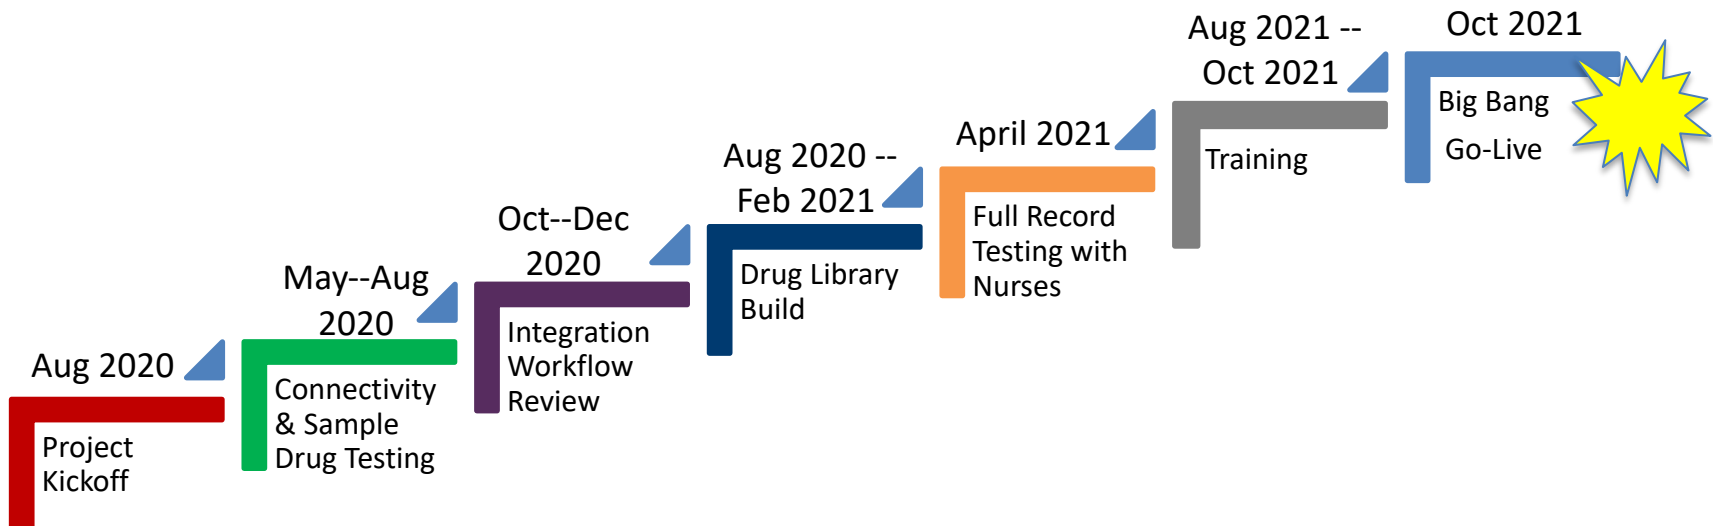 Aug 2020
Project
Kickoff
May--Aug
2020
Connectivity
& Sample
Drug Testing
Oct--Dec
2020
Integration
Workflow
Review
Aug 2020 --
Feb 2021
Drug Library
Build
April 2021
Full Record
Testing with
Nurses
Aug 2021 --
Oct 2021
Training
Oct 2021
Big Bang
Go-Live